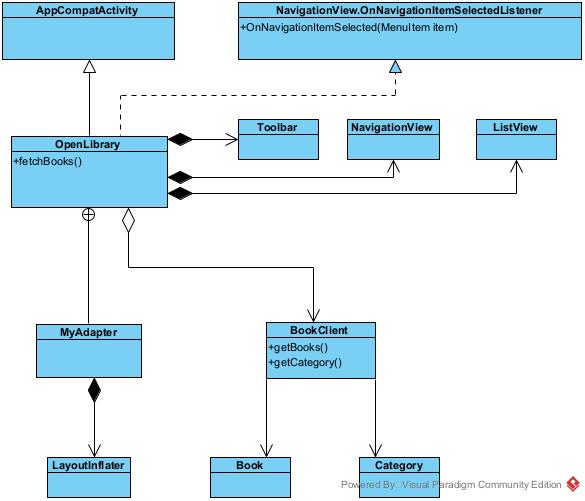 AppCompatActivity
NavigationView.OnNavigationItemSelectedListener
+OnNavigationItemSelected(MenuItem item)
OpenLibrary
+fetchBooks()
Toolbar
NavigationView
ListView
MyAdapter
BookClient
+getBooks()
+getCategory()
LayoutInflater
Book
Category
Powered By Visual Paradigm Community Edition